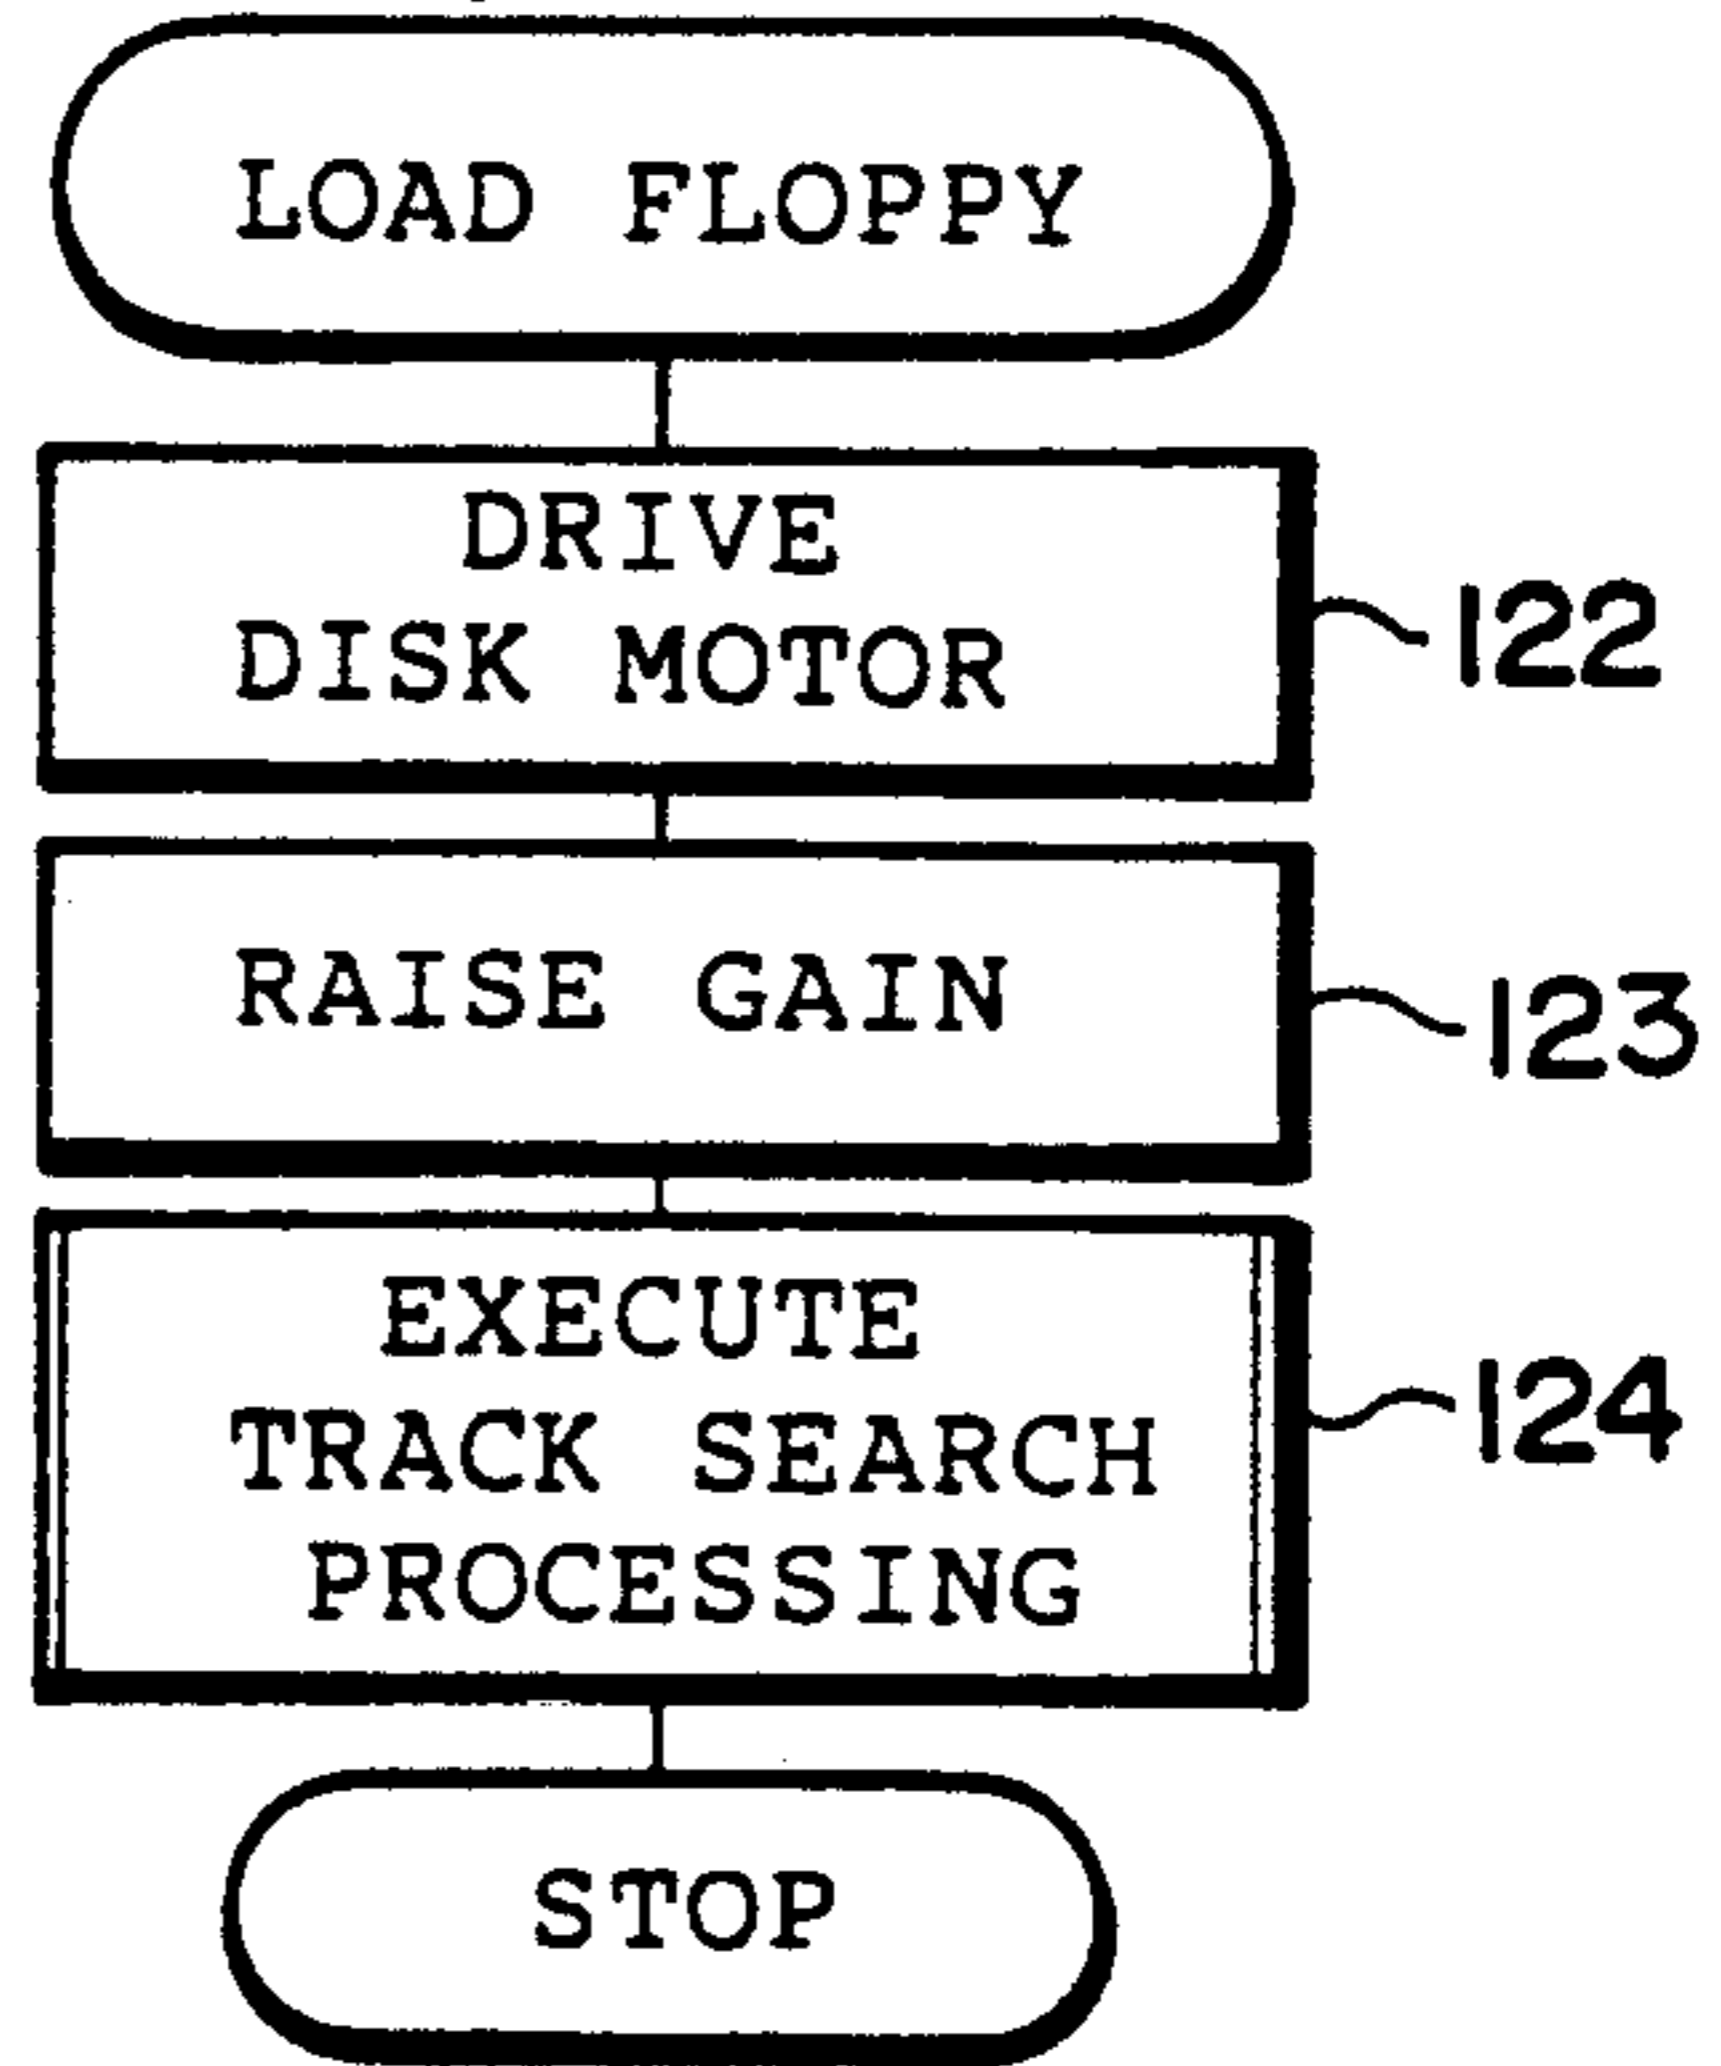 LOAD FLOPPY
DRIVE
DISK MOTOR
122
RAISE GAIN
123
EXECUTE
TRACK SEARCH
PROCESSING
124
STOP